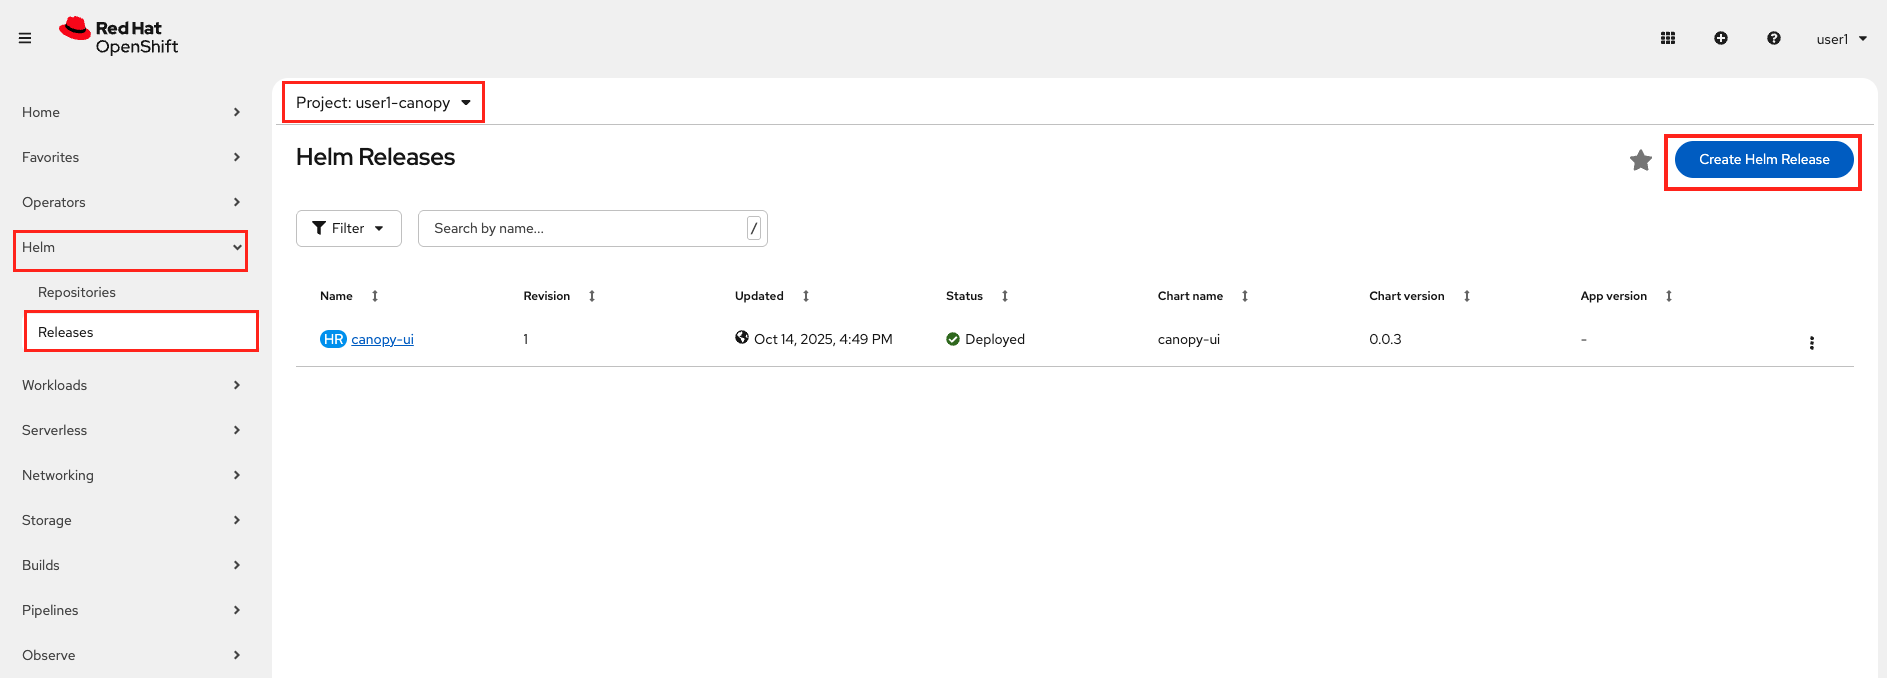 Red Hat
OpenShift
user1
Project: user1-canopy
Home
Favorites
Operators
Helm
Repositories
Releases
Workloads
Serverless
Networking
Storage
Builds
Pipelines
Observe
Helm Releases
Create Helm Release
Filter
Search by name...
/
Name Revision Updated Status Chart name Chart version App version
HR canopy-ui 1 Oct 14, 2025, 4:49 PM Deployed canopy-ui 0.0.3 -